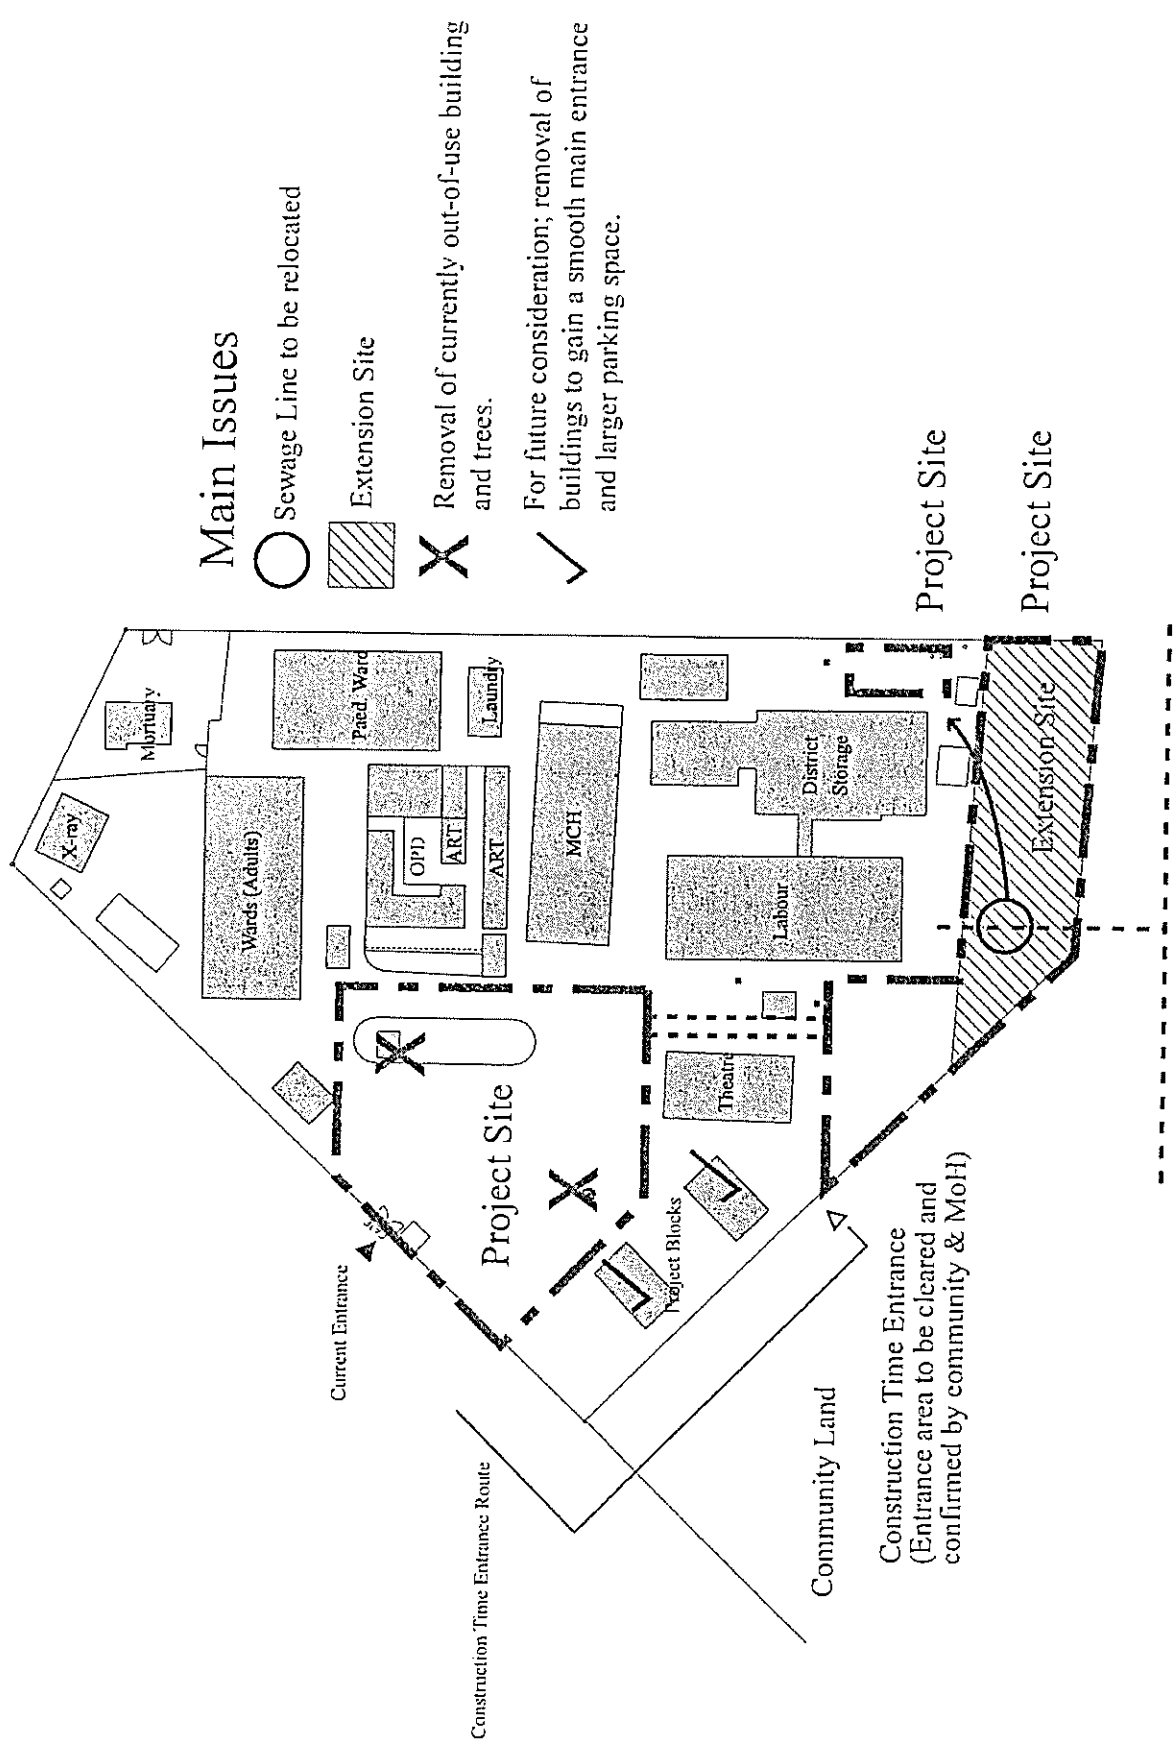 Main Issues
Sewage Line to be relocated
Extension Site
Removal of currently out-of-use building
and trees.
For future consideration; removal of
buildings to gain a smooth main entrance
and larger parking space.
Project Site
Project Site
Mortuary
X-ray
Wards (Adults)
Paed. Ward
Laundry
OPD
ART
ART
MCH
District
Storage
Labour
Extension Site
Theatre
Project Site
Project Blocks
Current Entrance
Construction Time Entrance Route
Community Land
Construction Time Entrance
(Entrance area to be cleared and
confirmed by community & MoH)